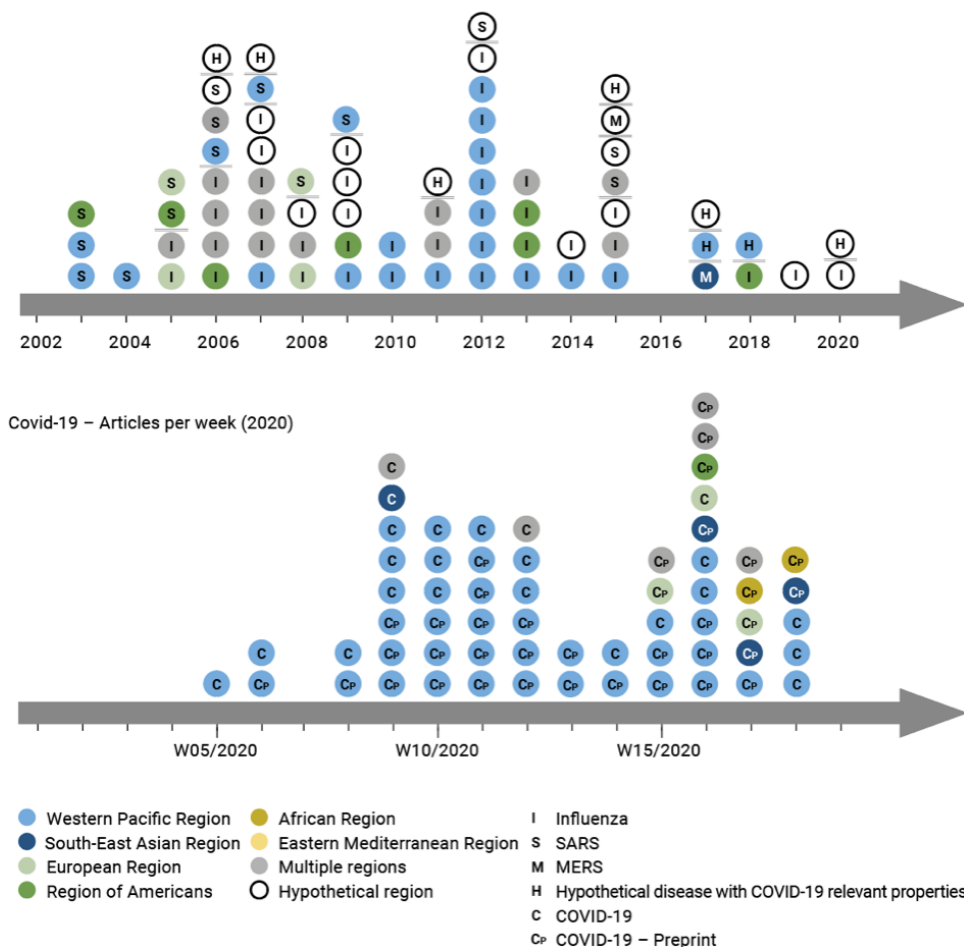 S
H H I
S S I H
S I S I M
S I I I S
S I I S I H I I S
S S I I I I I I I I H
S I I I I I I I I I I I H H H
S S I I I I I I I I I I I M I I I
2002 2004 2006 2008 2010 2012 2014 2016 2018 2020
Covid-19 – Articles per week (2020)
CP
CP
C CP
C C
C C C C CP
C C CP C CP C CP CP
C C CP C CP C CP CP
CP CP CP CP C CP CP C
C C CP CP CP CP CP C CP CP CP C
C CP CP CP CP CP CP CP CP CP CP CP C
W05/2020 W10/2020 W15/2020
Western Pacific Region
South-East Asian Region
European Region
Region of Americans
African Region
Eastern Mediterranean Region
Multiple regions
Hypothetical region
I Influenza
S SARS
M MERS
H Hypothetical disease with COVID-19 relevant properties
C COVID-19
CP COVID-19 – Preprint